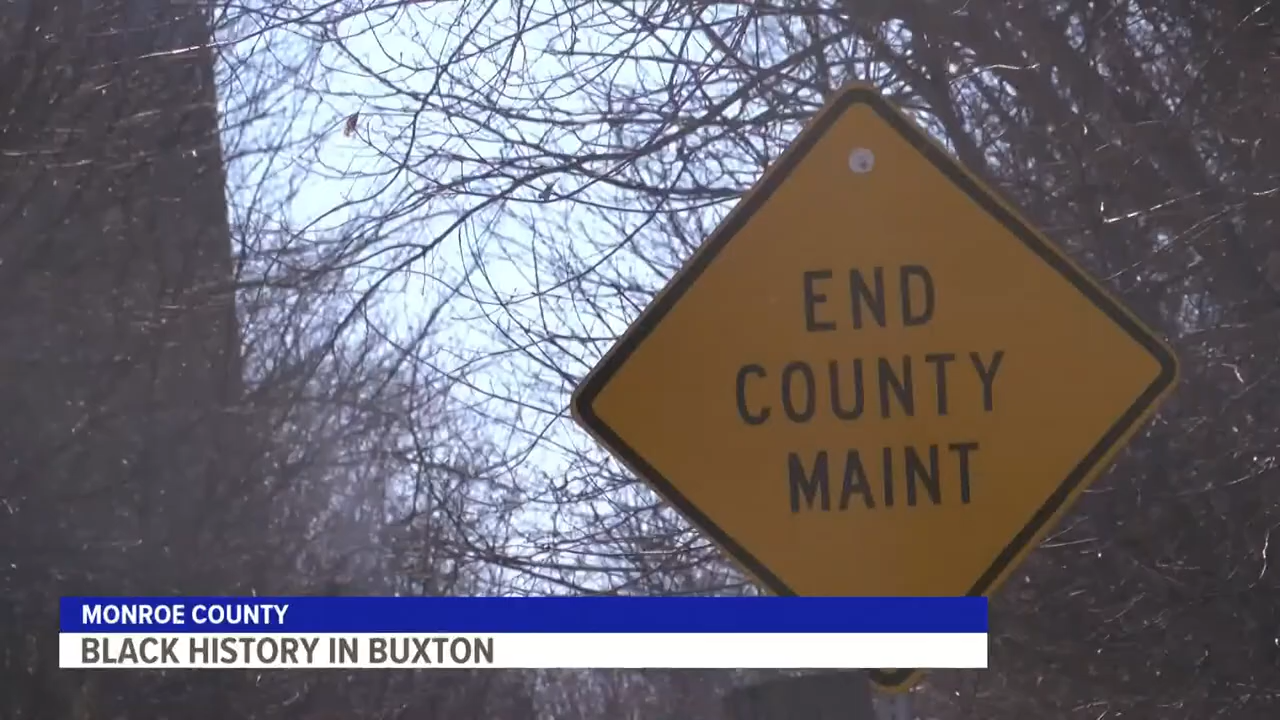 END
COUNTY
MAINT
MONROE COUNTY
BLACK HISTORY IN BUXTON